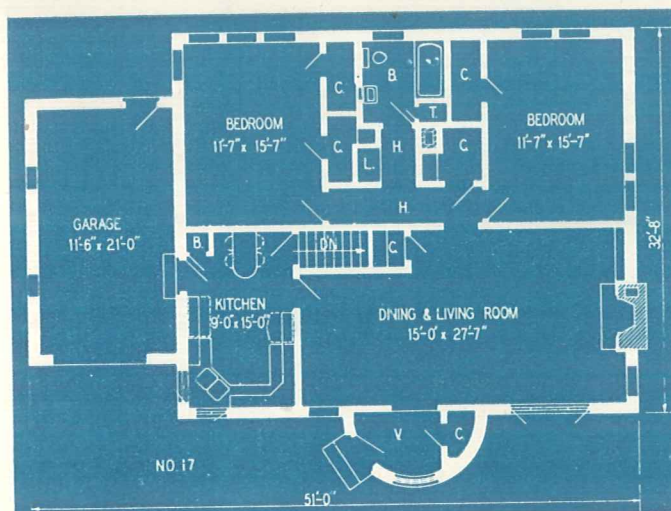 C.
B.
C.
BEDROOM
11'-7" x 15'-7"
T.
BEDROOM
11'-7" x 15'-7"
C.
L.
H.
C.
GARAGE
11'-6" x 21'-0"
H.
32'-8"
B.
DN.
C.
KITCHEN
9'-0" x 15'-0"
DINING & LIVING ROOM
15'-0" x 27'-7"
V.
C.
NO. 17
51'-0"